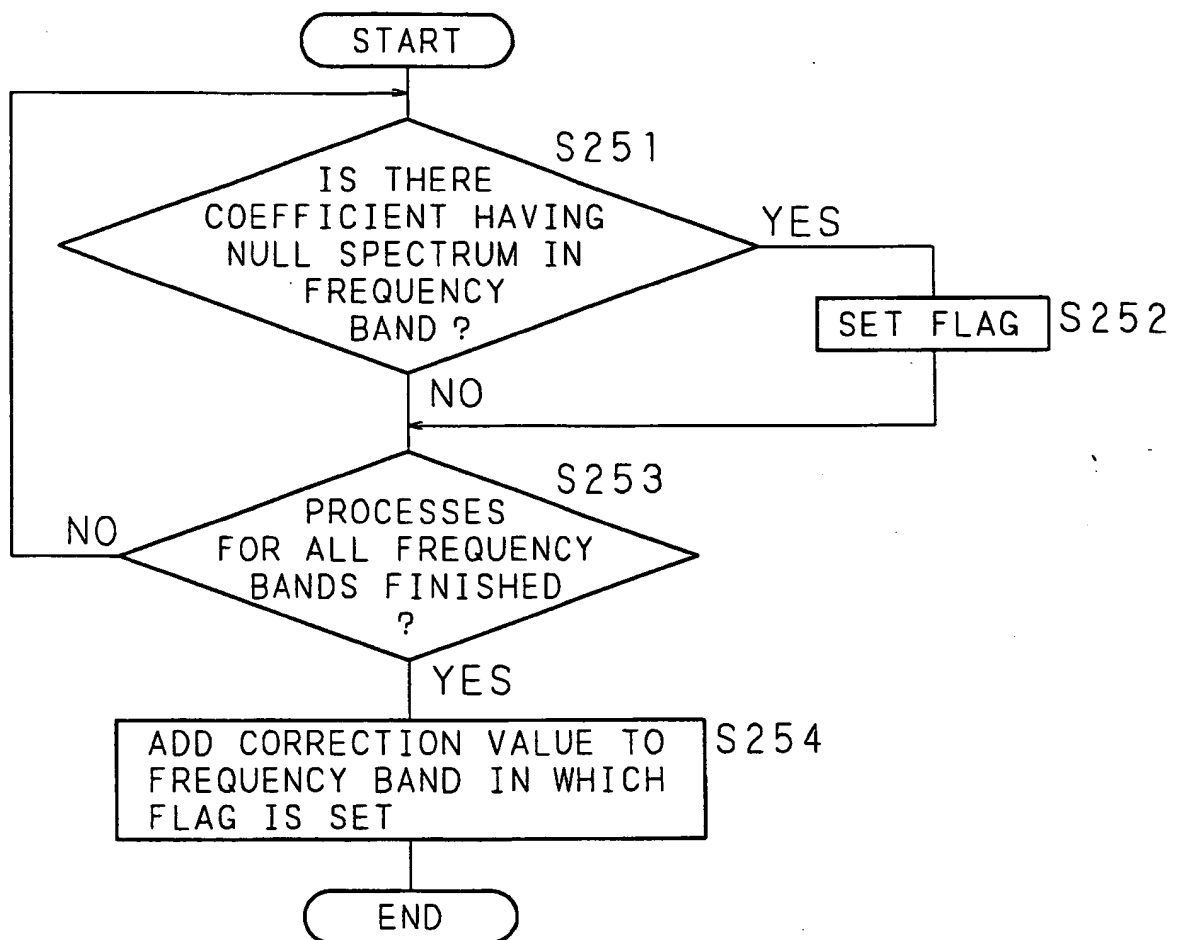 START
S251
IS THERE
COEFFICIENT HAVING
NULL SPECTRUM IN
FREQUENCY
BAND ?
YES
SET FLAG
S252
NO
S253
PROCESSES
FOR ALL FREQUENCY
BANDS FINISHED
?
NO
YES
ADD CORRECTION VALUE TO
FREQUENCY BAND IN WHICH
FLAG IS SET
S254
END